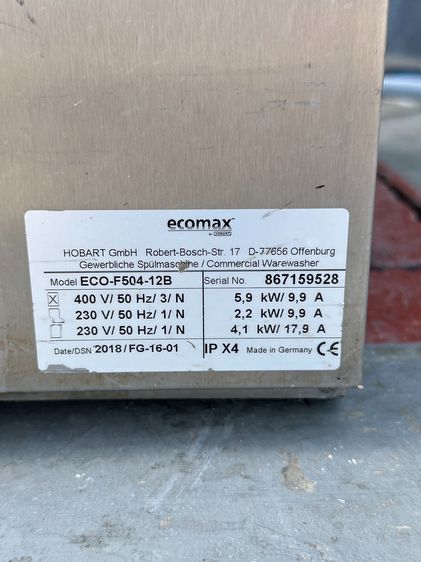 ecomax
by HOBART
HOBART GmbH Robert-Bosch-Str. 17 D-77656 Offenburg
Gewerbliche Spülmaschine / Commercial Warewasher
Model ECO-F504-12B Serial No. 867159528
400 V/ 50 Hz/ 3/ N 5,9 kW/ 9,9 A
230 V/ 50 Hz/ 1/ N 2,2 kW/ 9,9 A
230 V/ 50 Hz/ 1/ N 4,1 kW/ 17,9 A
Date/DSN 2018/FG-16-01 IP X4 Made in Germany CE